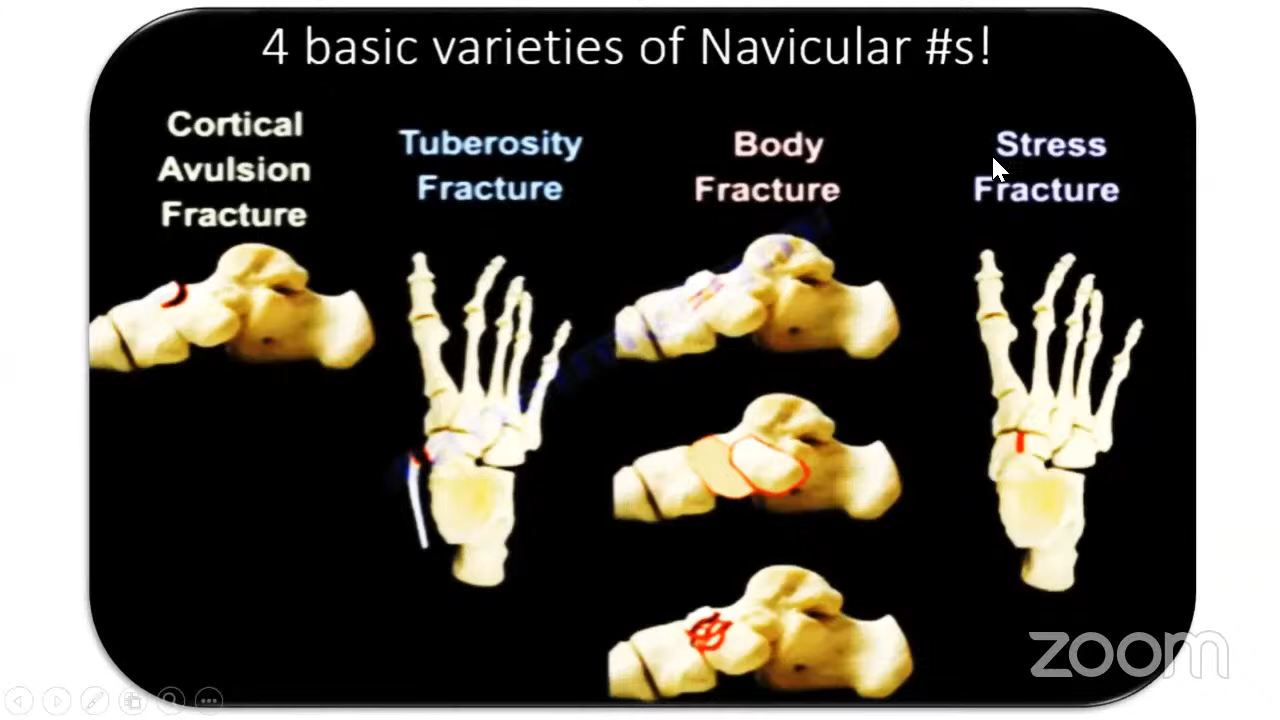 4 basic varieties of Navicular #s!
Cortical
Avulsion
Fracture
Tuberosity
Fracture
Body
Fracture
Stress
Fracture
zoom